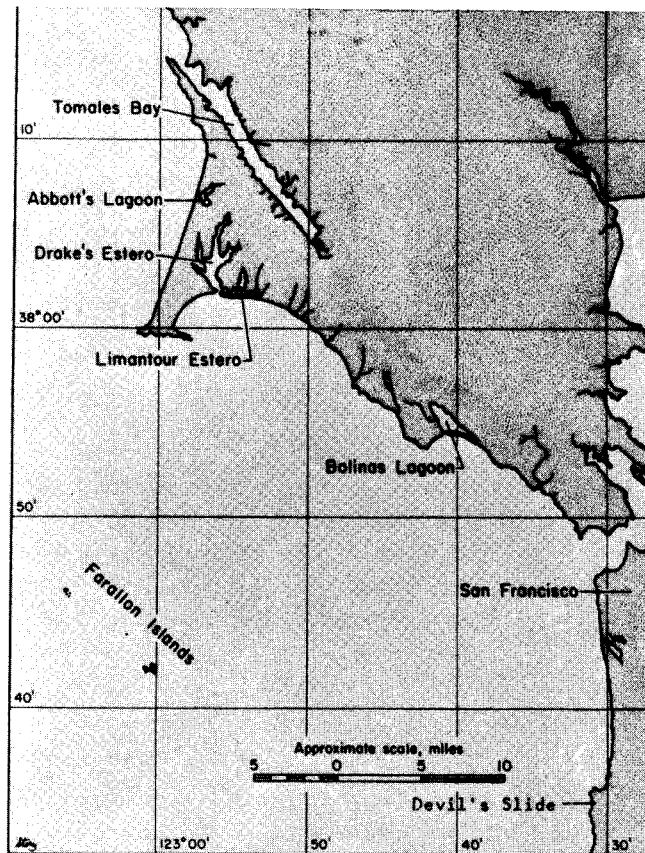 Tomales Bay
10'
Abbott's Lagoon
Drake's Estero
38°00'
Limantour Estero
Bolinas Lagoon
50'
Farallon Islands
San Francisco
40'
Approximate scale, miles
5 0 5 10
Devil's Slide
123°00' 50' 40' 30'